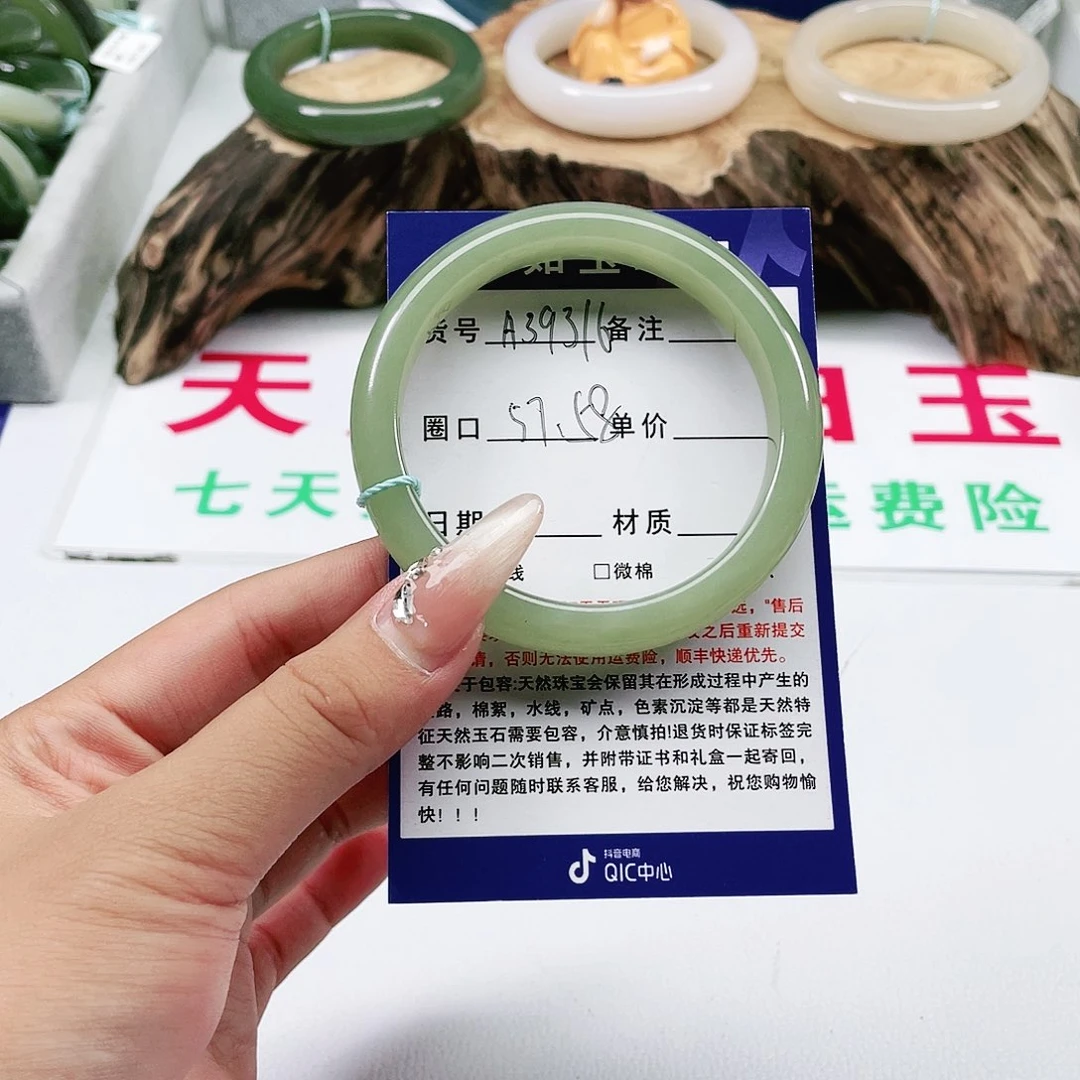 货号 A39316 备注
圈口 57.58 单价
日期 材质
线 □微棉
"售后
之后重新提交
请，否则无法使用运费险，顺丰快递优先。
于包容:天然珠宝会保留其在形成过程中产生的
路，棉絮，水线，矿点，色素沉淀等都是天然特
征天然玉石需要包容，介意慎拍!退货时保证标签完
整不影响二次销售，并附带证书和礼盒一起寄回，
有任何问题随时联系客服，给您解决，祝您购物愉
快！！！
抖音电商
QIC中心
天 玉
七天 运费险